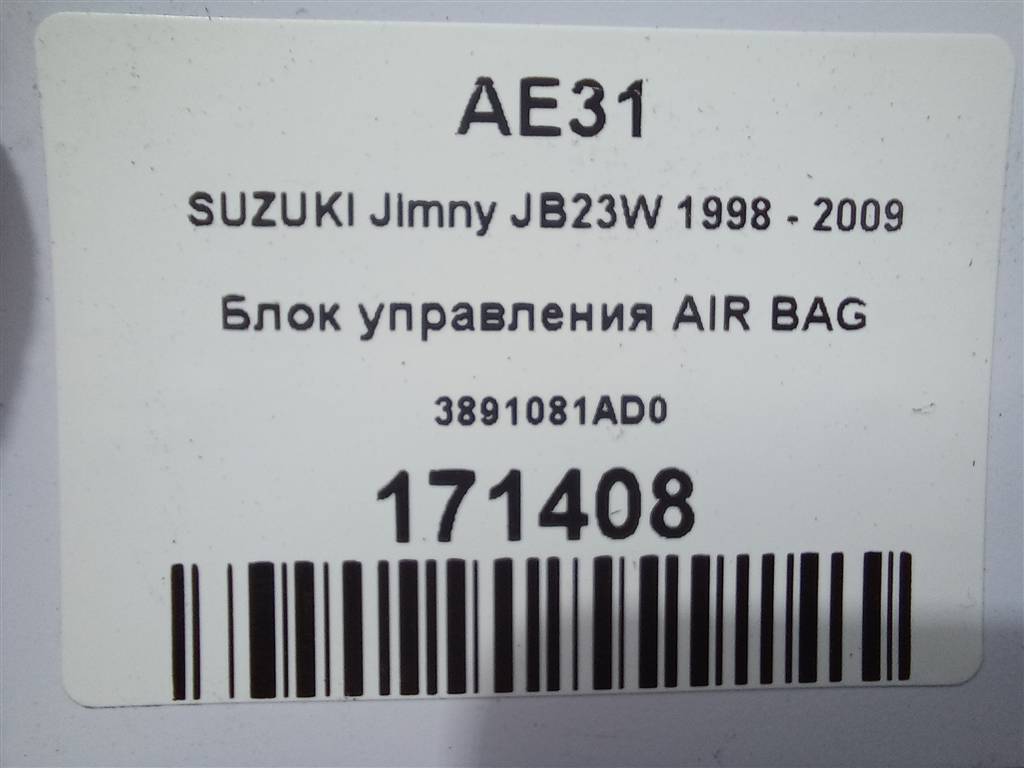 AE31
SUZUKI Jimny JB23W 1998 - 2009
Блок управления AIR BAG
3891081AD0
171408